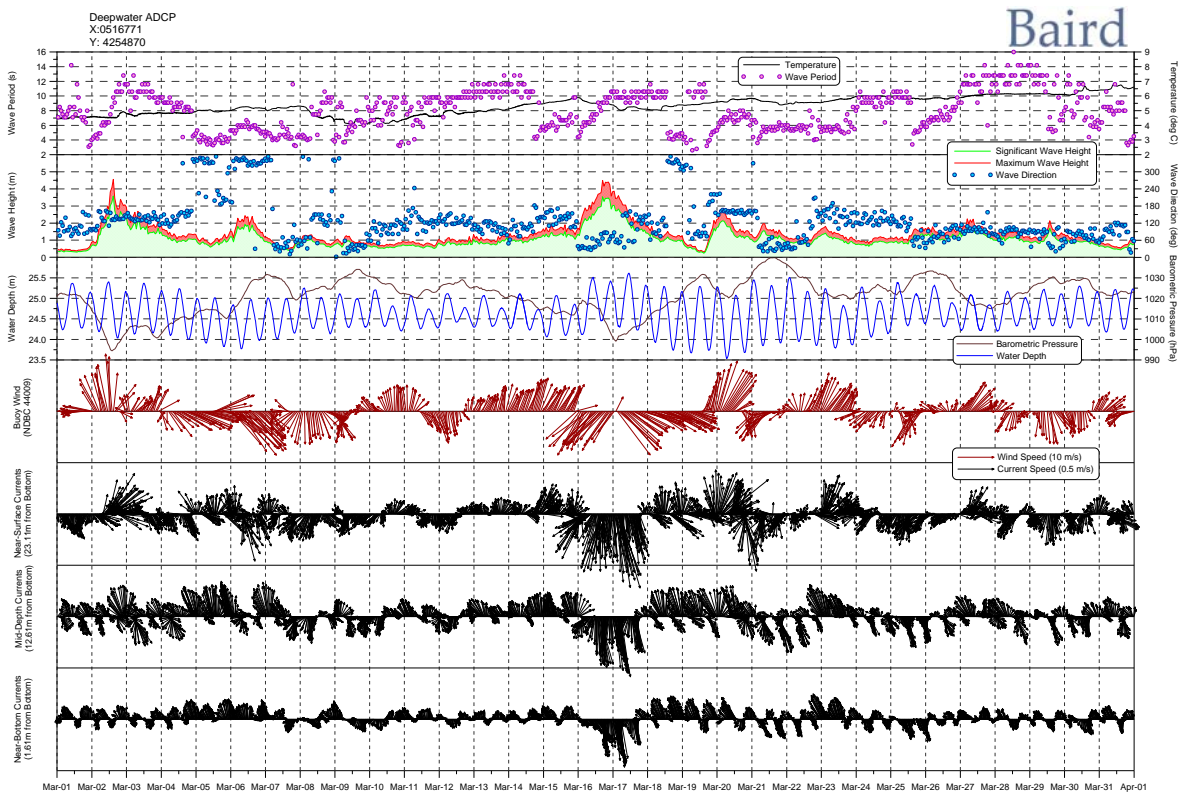 Deepwater ADCP
X:0516771
Y: 4254870
Baird
Wave Period (s)
16
14
12
10
8
6
4
2
Temperature
Wave Period
9
8
7
6
5
4
3
2
Temperature (deg C)
Wave Height (m)
5
4
3
2
1
0
Significant Wave Height
Maximum Wave Height
Wave Direction
300
240
180
120
60
0
Wave Direction (deg)
Water Depth (m)
25.5
25.0
24.5
24.0
23.5
Barometric Pressure
Water Depth
1030
1020
1010
1000
990
Barometric Pressure (hPa)
Buoy Wind
(NDBC 44009)
Wind Speed (10 m/s)
Current Speed (0.5 m/s)
Near-Surface Currents
(23.11m from Bottom)
Mid-Depth Currents
(12.61m from Bottom)
Near-Bottom Currents
(1.61m from Bottom)
Mar-01 Mar-02 Mar-03 Mar-04 Mar-05 Mar-06 Mar-07 Mar-08 Mar-09 Mar-10 Mar-11 Mar-12 Mar-13 Mar-14 Mar-15 Mar-16 Mar-17 Mar-18 Mar-19 Mar-20 Mar-21 Mar-22 Mar-23 Mar-24 Mar-25 Mar-26 Mar-27 Mar-28 Mar-29 Mar-30 Mar-31 Apr-01